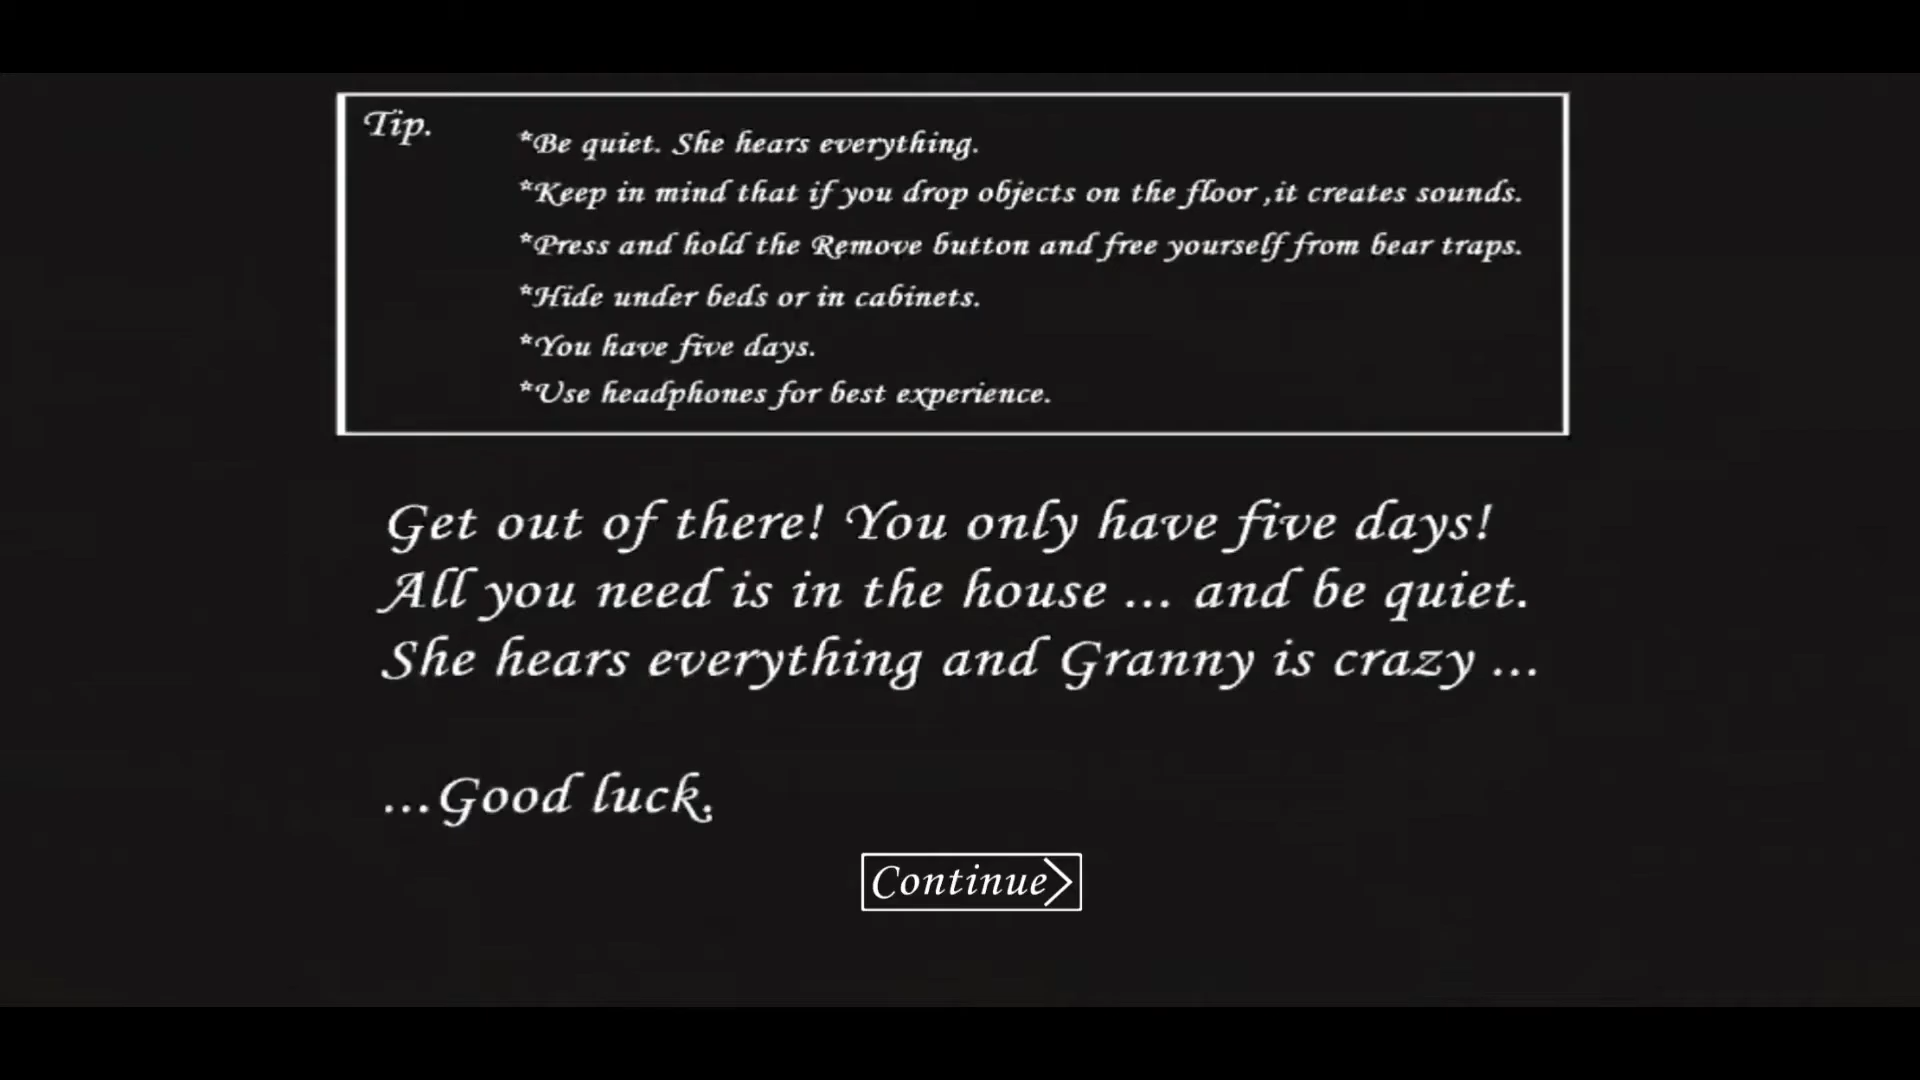 Tip.
*Be quiet. She hears everything.
*Keep in mind that if you drop objects on the floor ,it creates sounds.
*Press and hold the Remove button and free yourself from bear traps.
*Hide under beds or in cabinets.
*You have five days.
*Use headphones for best experience.
Get out of there! You only have five days!
All you need is in the house ... and be quiet.
She hears everything and Granny is crazy ...
...Good luck.
Continue>